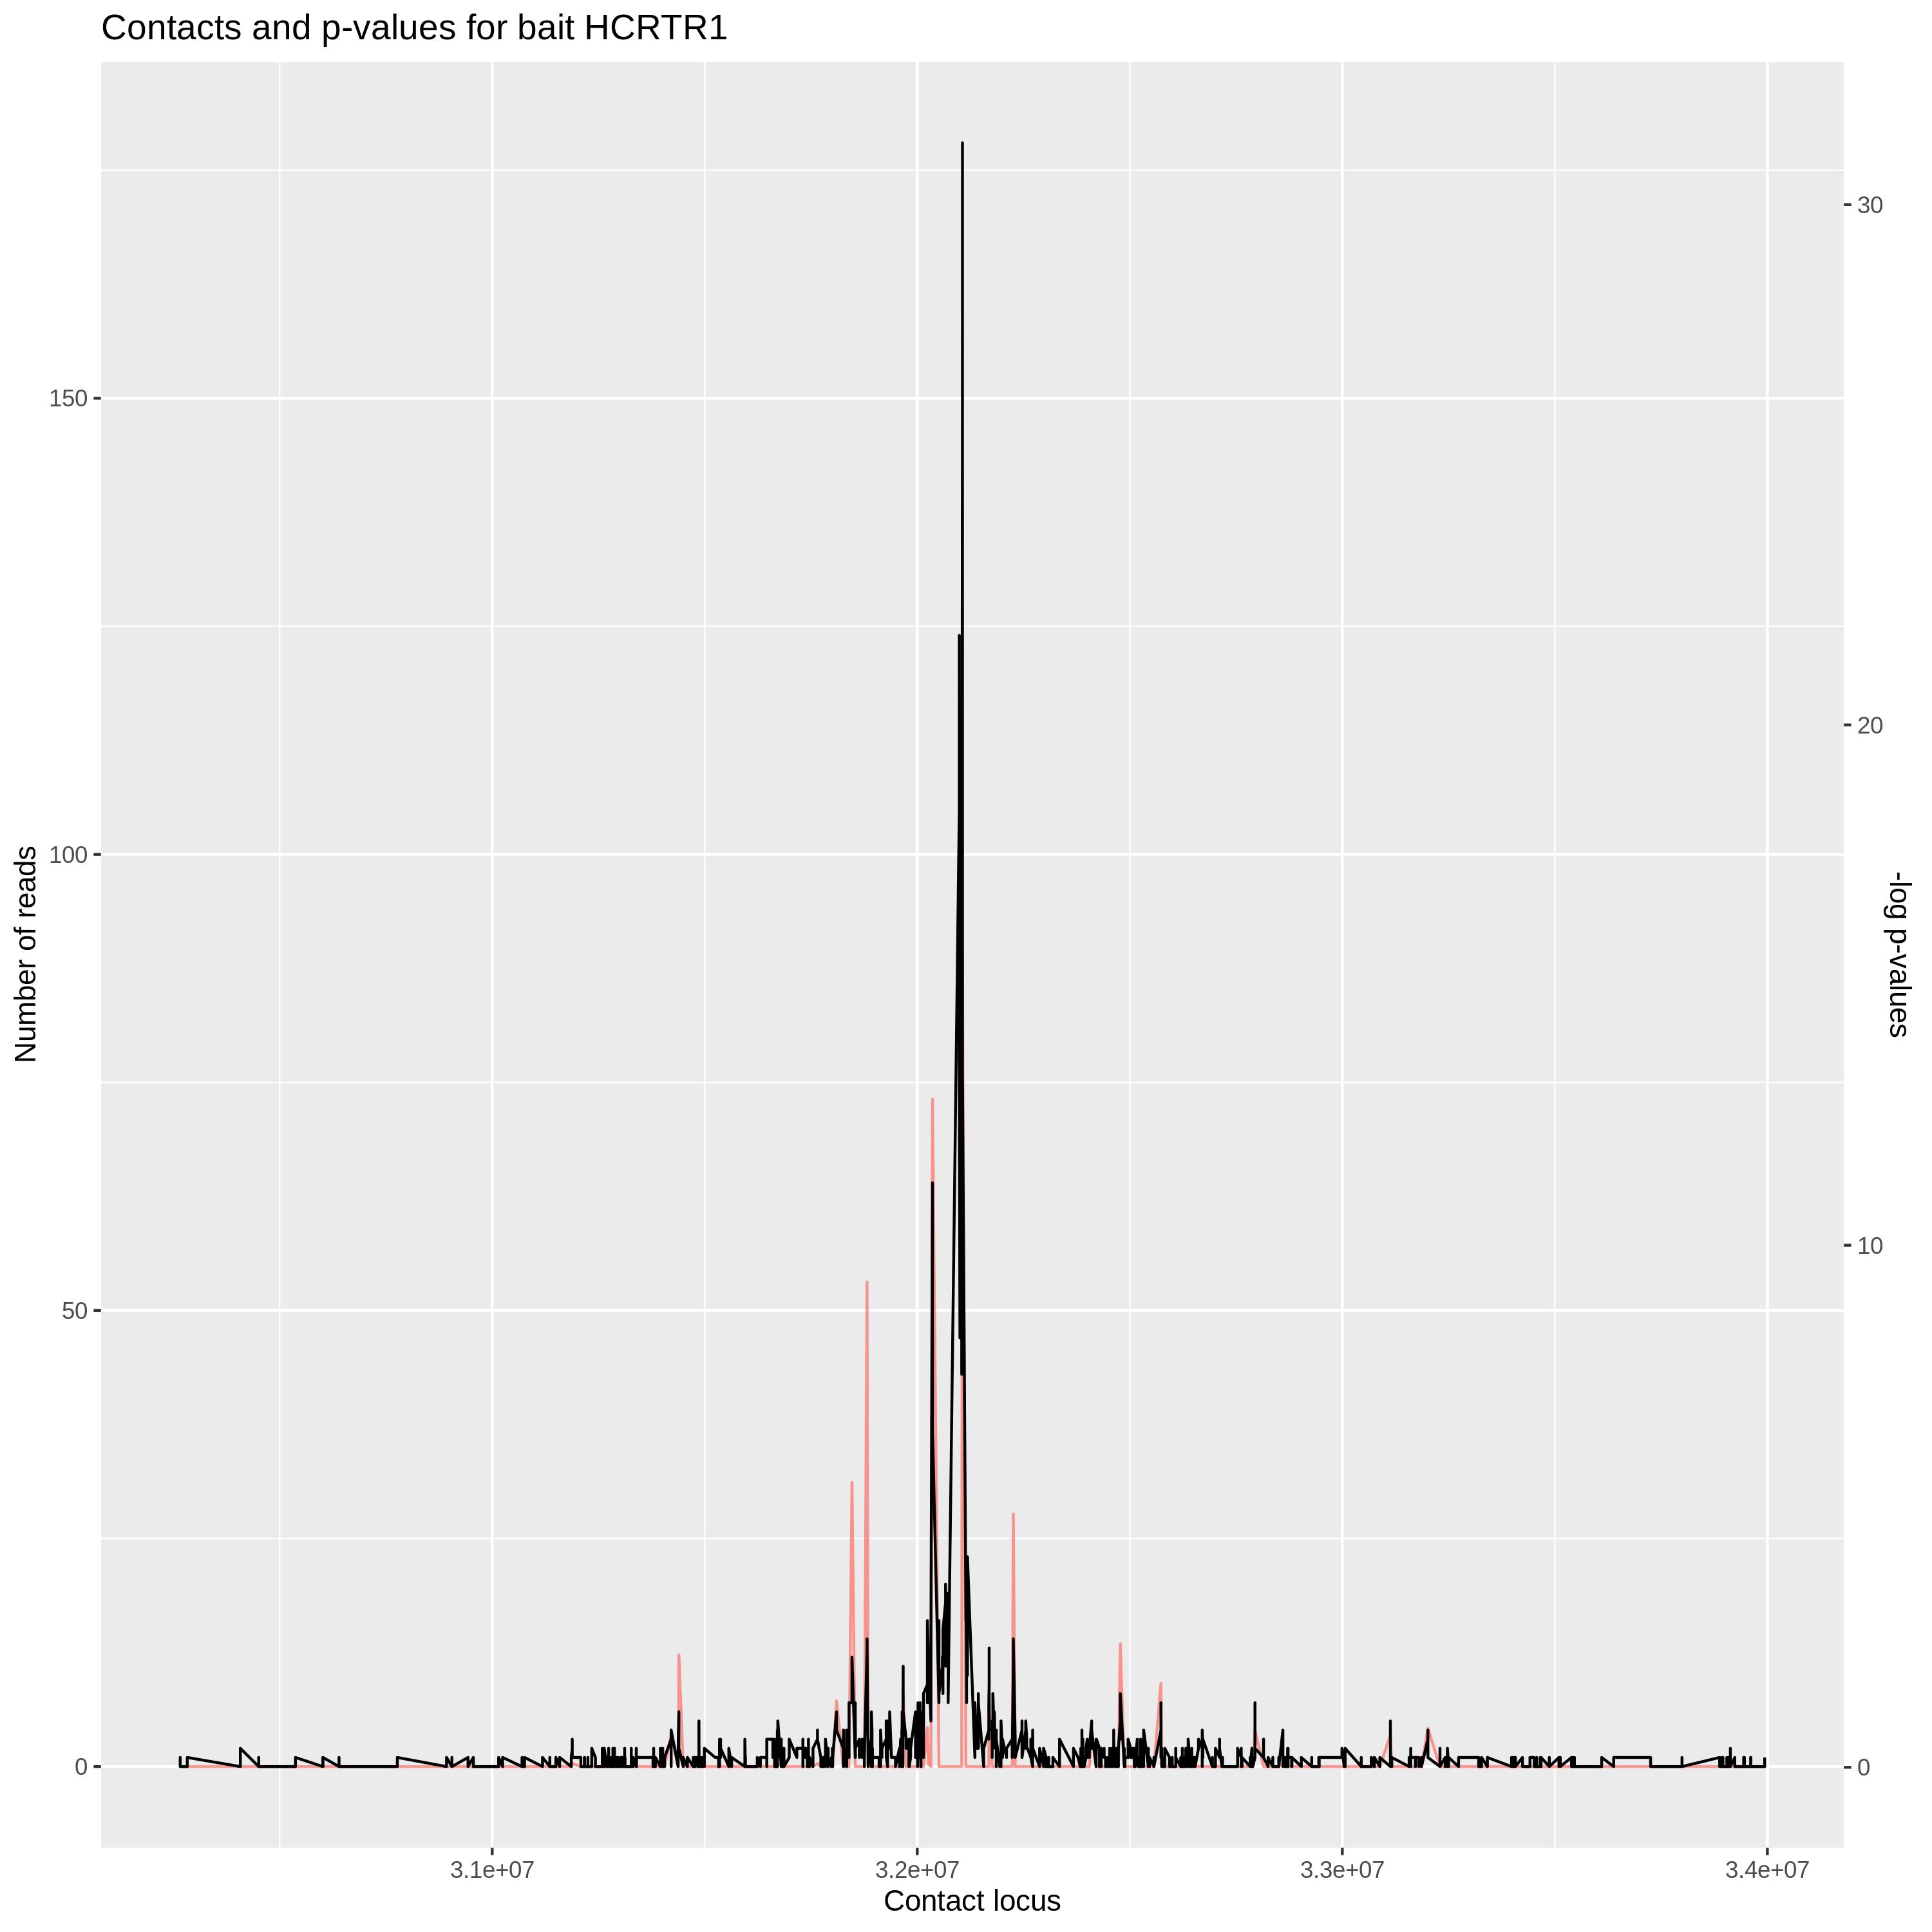 Contacts and p-values for bait HCRTR1
150
100
50
0
Number of reads
30
20
10
0
-log p-values
3.1e+07
3.2e+07
3.3e+07
3.4e+07
Contact locus